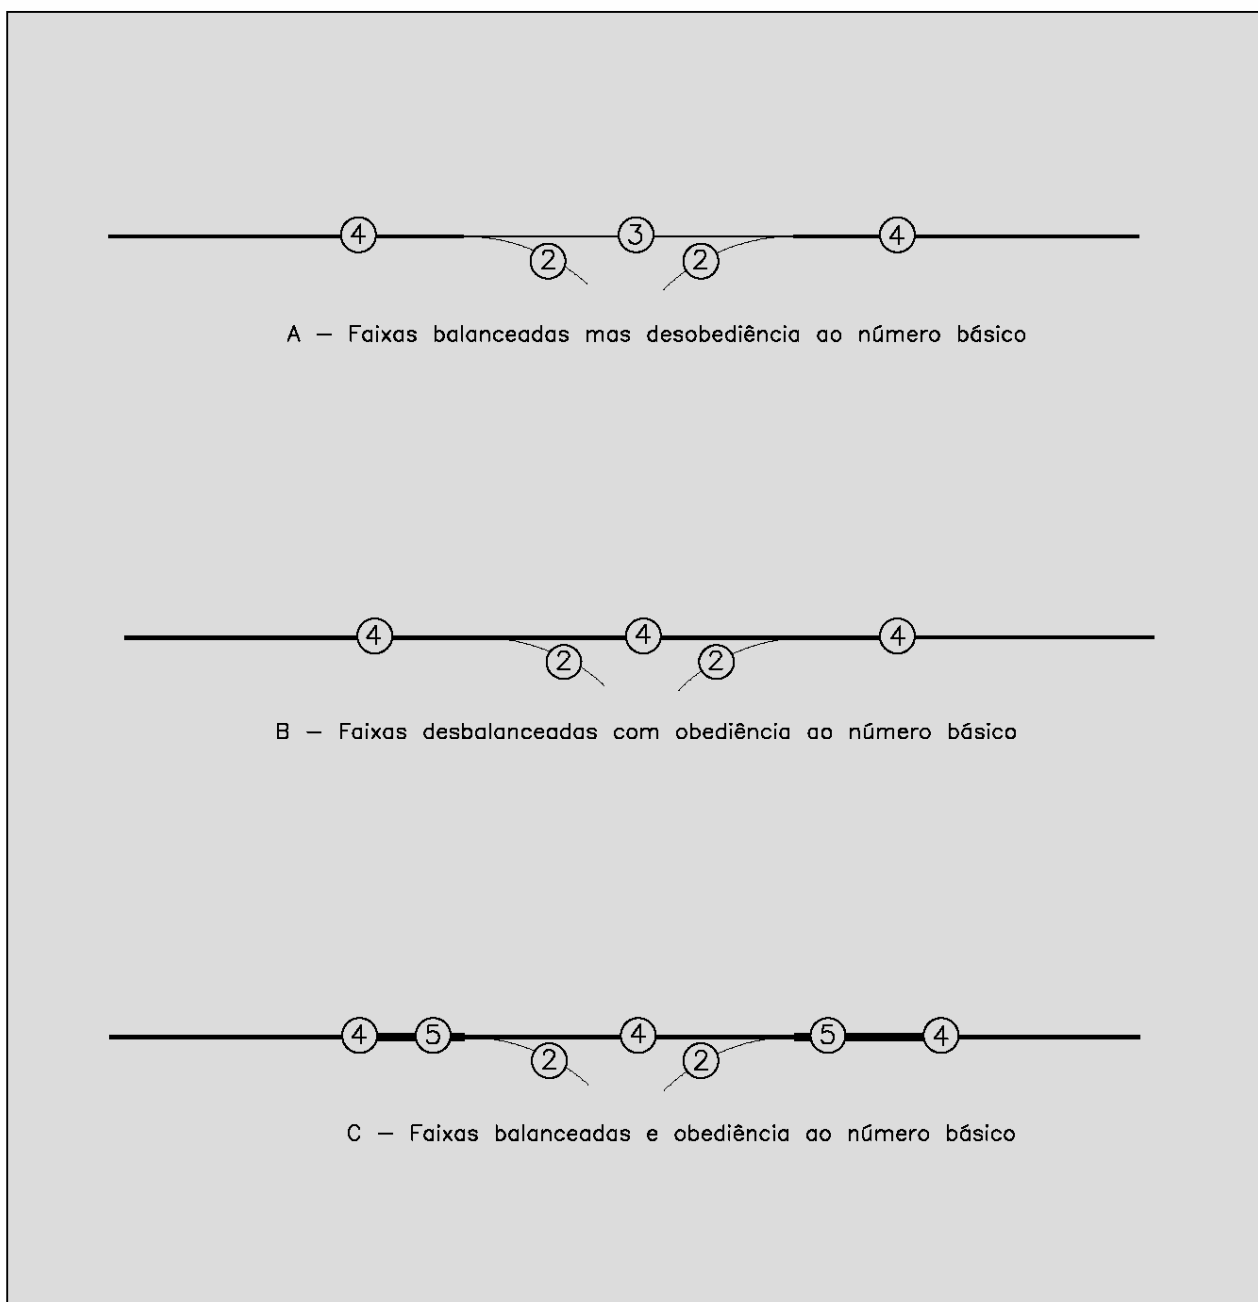 4 3 4
2 2
A – Faixas balanceadas mas desobediência ao número básico
4 4 4
2 2
B – Faixas desbalanceadas com obediência ao número básico
4 5 4 5 4
2 2
C – Faixas balanceadas e obediência ao número básico